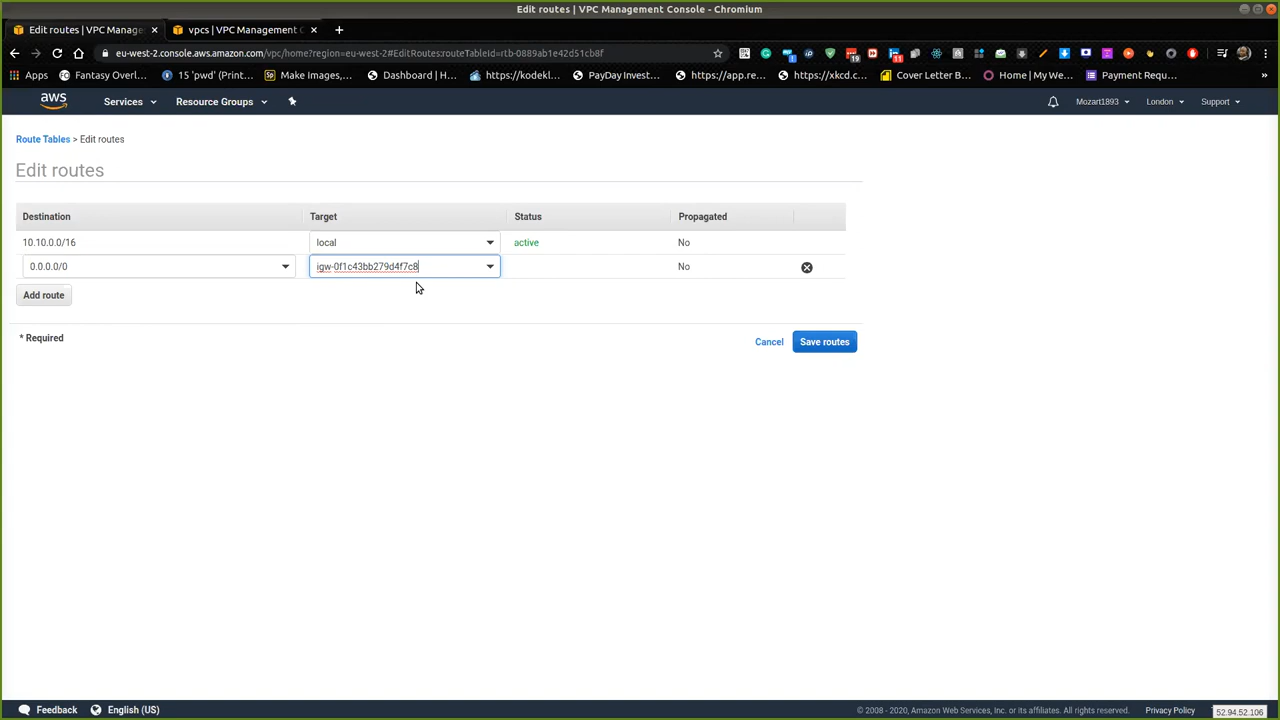 Edit routes | VPC Management Console - Chromium
Edit routes | VPC Manage
vpcs | VPC Management C
eu-west-2.console.aws.amazon.com/vpc/home?region=eu-west-2#EditRoutes:routeTableId=rtb-0889ab1e42d51cb8f
19
1
11
Apps
Fantasy Overl...
15 'pwd' (Print...
Make Images,...
Dashboard | H...
https://kodekl...
PayDay Invest...
https://app.re...
https://xkcd.c...
Cover Letter B...
Home | My We...
Payment Requ...
»
aws
Services
Resource Groups
Mozart1893
London
Support
Route Tables > Edit routes
Edit routes
Destination Target Status Propagated
10.10.0.0/16 local active No
0.0.0.0/0 igw-0f1c43bb279d4f7c8 No
Add route
* Required
Cancel
Save routes
Feedback
English (US)
© 2008 - 2020, Amazon Web Services, Inc. or its affiliates. All rights reserved.
Privacy Policy
52.94.52.106